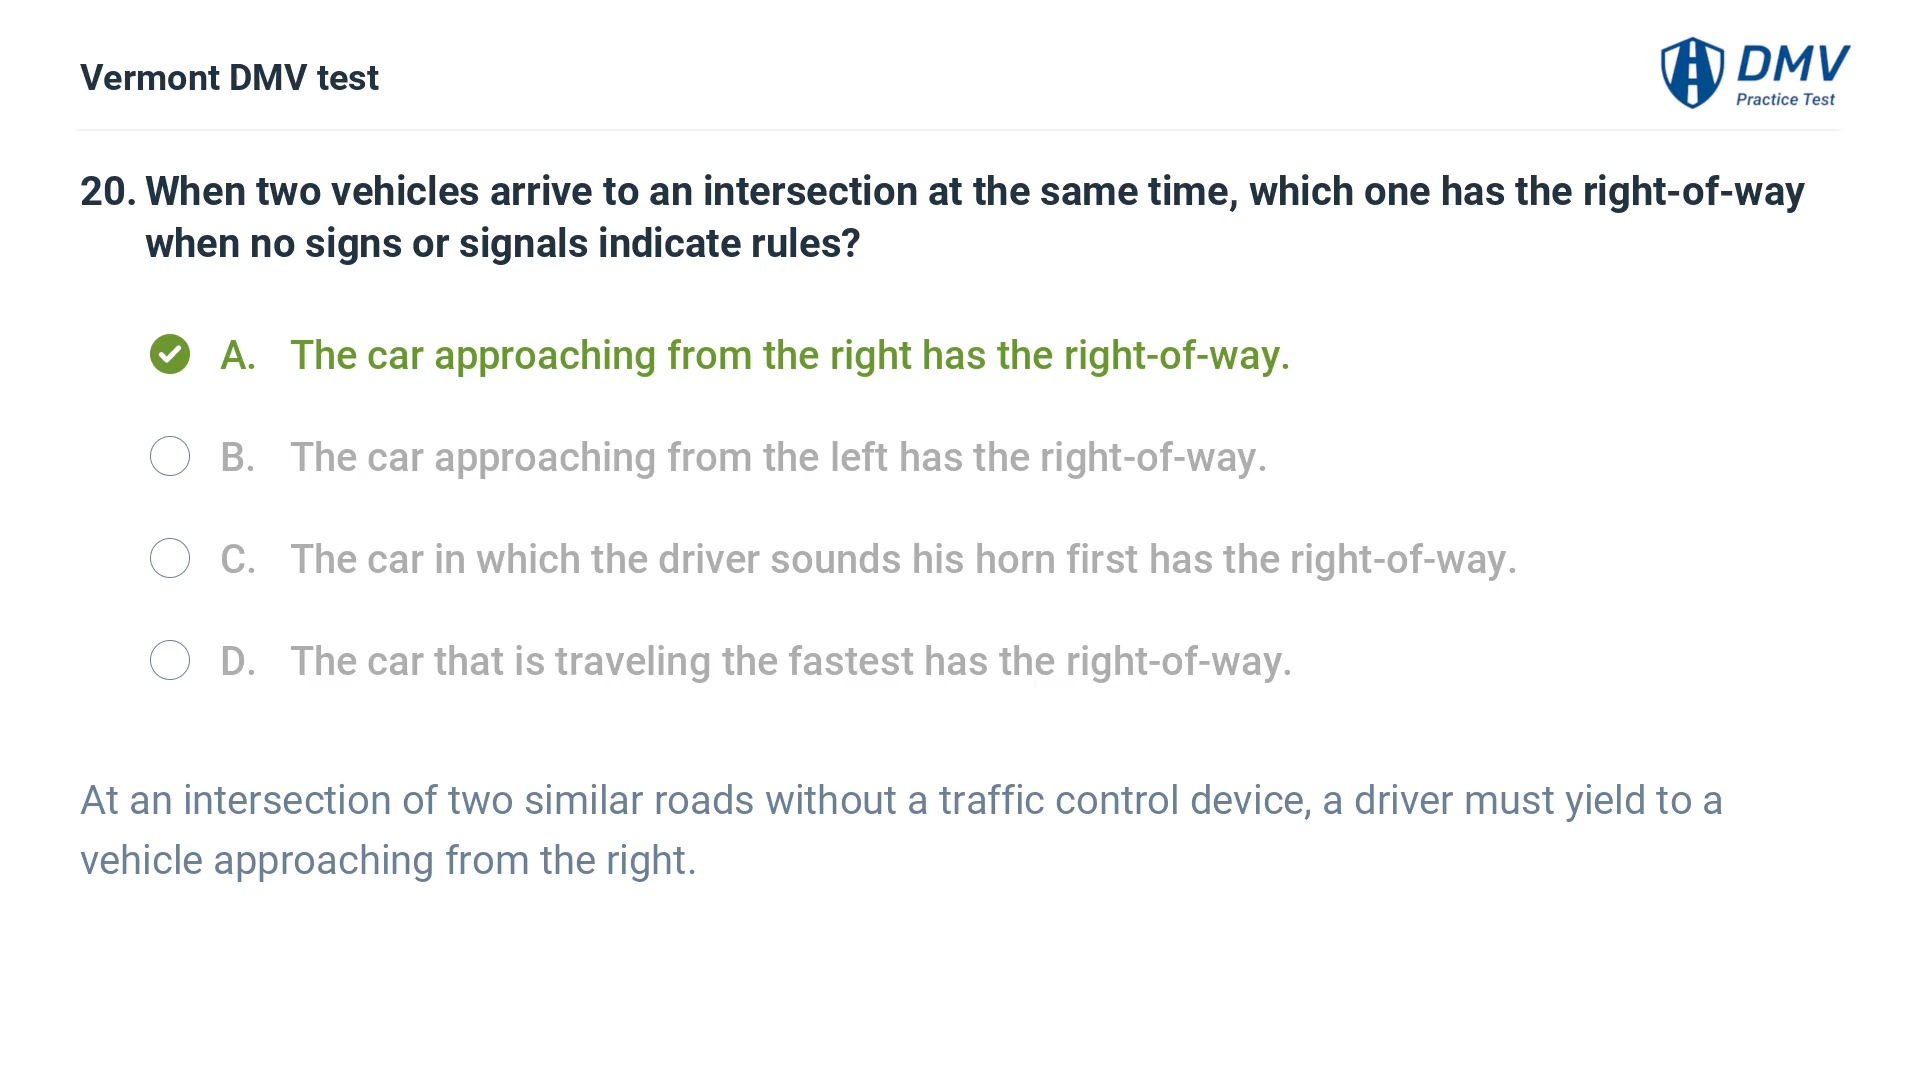 Vermont DMV test
DMV
Practice Test
20. When two vehicles arrive to an intersection at the same time, which one has the right-of-way
when no signs or signals indicate rules?
A. The car approaching from the right has the right-of-way.
B. The car approaching from the left has the right-of-way.
C. The car in which the driver sounds his horn first has the right-of-way.
D. The car that is traveling the fastest has the right-of-way.
At an intersection of two similar roads without a traffic control device, a driver must yield to a
vehicle approaching from the right.